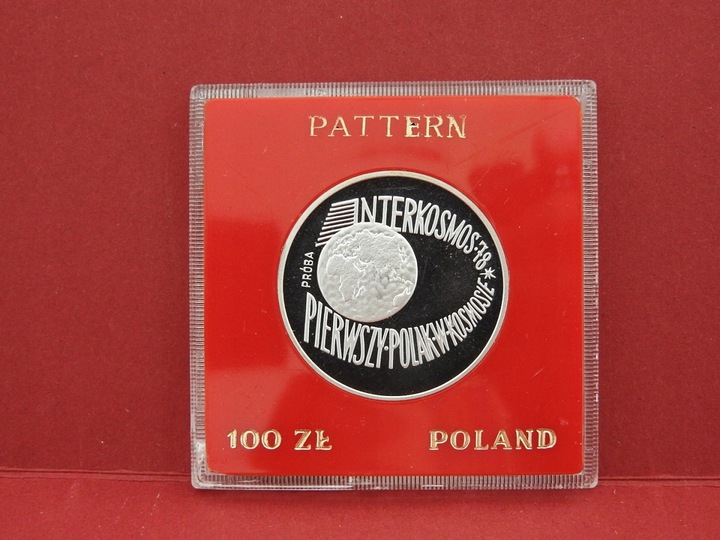 PATTERN
INTERKOSMOS·78
PRÓBA
PIERWSZY·POLAK·W·KOSMOSIE
100 ZŁ
POLAND